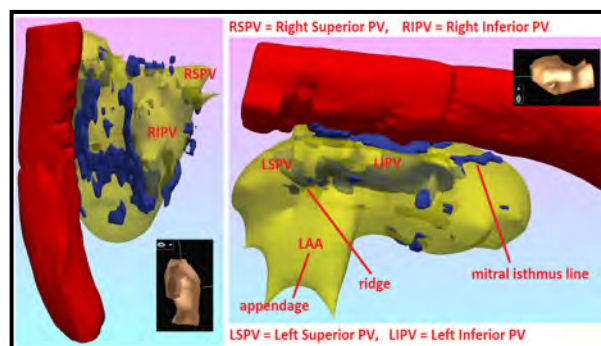 RSPV = Right Superior PV, RIPV = Right Inferior PV
RSPV
RIPV
LSPV
LIPV
LAA
mitral isthmus line
ridge
appendage
LSPV = Left Superior PV, LIPV = Left Inferior PV